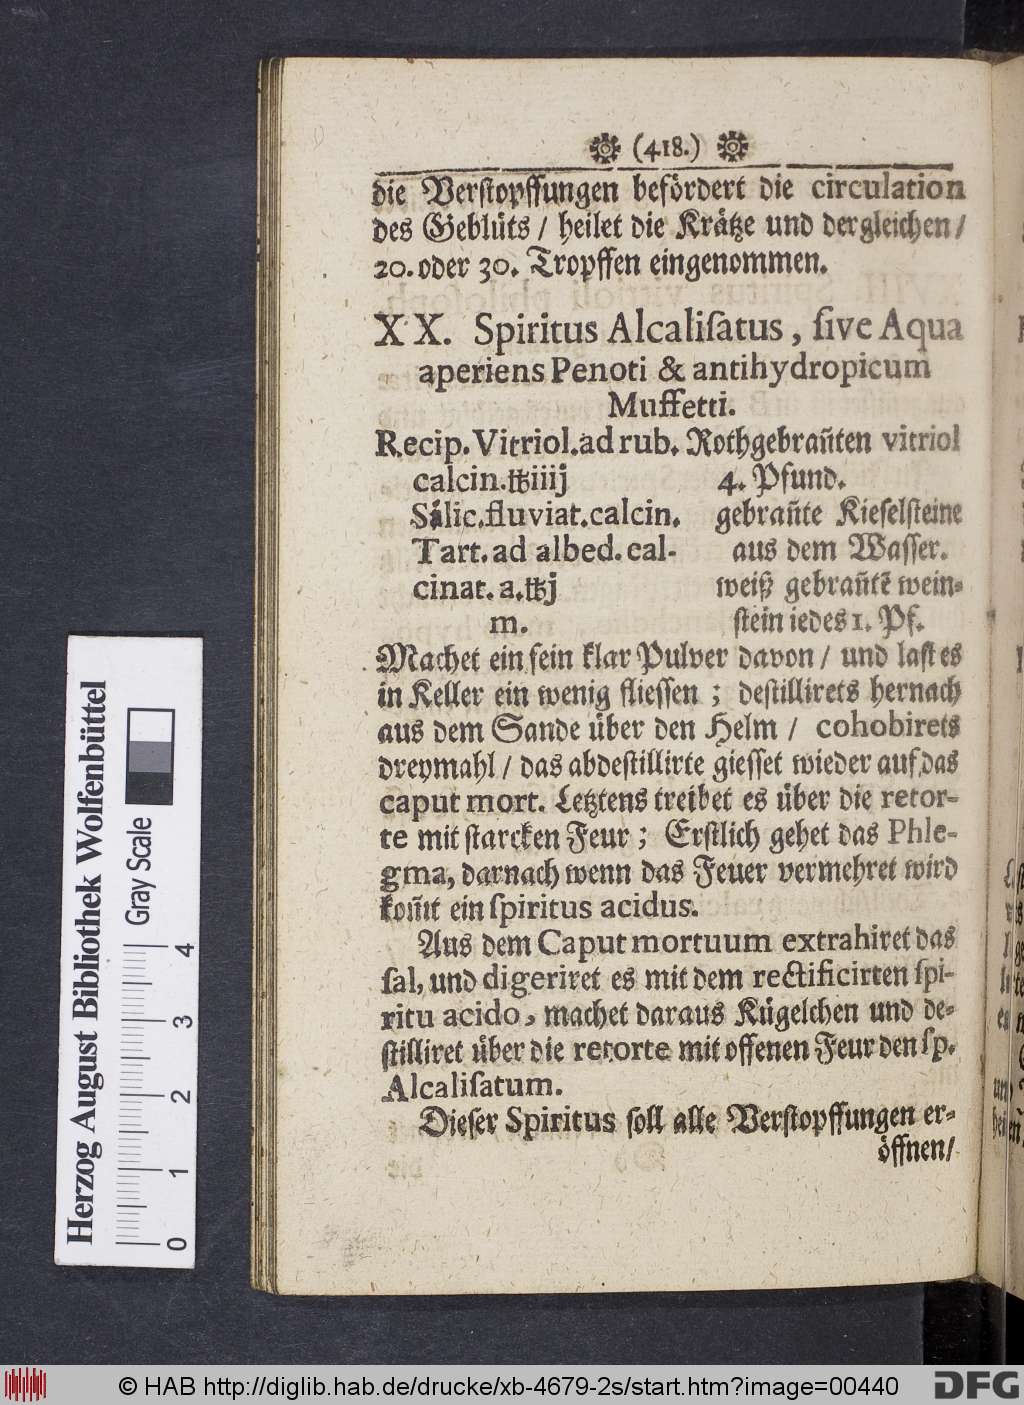 (418.)
die Verstopffungen befördert die circulation
des Geblüts / heilet die Krätze und dergleichen /
20. oder 30. Tropffen eingenommen.
XX. Spiritus Alcaliſatus, ſive Aqua
aperiens Penoti & antihydropicum
Muffetti.
Recip. Vitriol. ad rub. Rothgebrañten vitriol
calcin. ℔iiij 4. Pfund.
Sálic. fluviat. calcin. gebrañte Kieſelſteine
Tart. ad albed. cal- aus dem Waſſer.
cinat. a. ℔j weiß gebrañtẽ wein-
m. ſtein iedes 1. Pf.
Machet ein fein klar Pulver davon / und laſt es
in Keller ein wenig flieſſen ; deſtillirets hernach
aus dem Sande über den Helm / cohobirets
dreymahl / das abdeſtillirte gieſſet wieder auf das
caput mort. Letztens treibet es über die retor-
te mit ſtarcken Feur ; Erſtlich gehet das Phle-
gma, darnach wenn das Feuer vermehret wird
kom̃t ein ſpiritus acidus.
Aus dem Caput mortuum extrahiret das
ſal, und digeriret es mit dem rectificirten ſpi-
ritu acido, machet daraus Kügelchen und de-
ſtilliret über die retorte mit offenen Feur den ſp.
Alcaliſatum.
Dieſer Spiritus ſoll alle Verſtopffungen er-
öffnen /
Herzog August Bibliothek Wolfenbüttel
Gray Scale
0 1 2 3 4
© HAB http://diglib.hab.de/drucke/xb-4679-2s/start.htm?image=00440
DFG